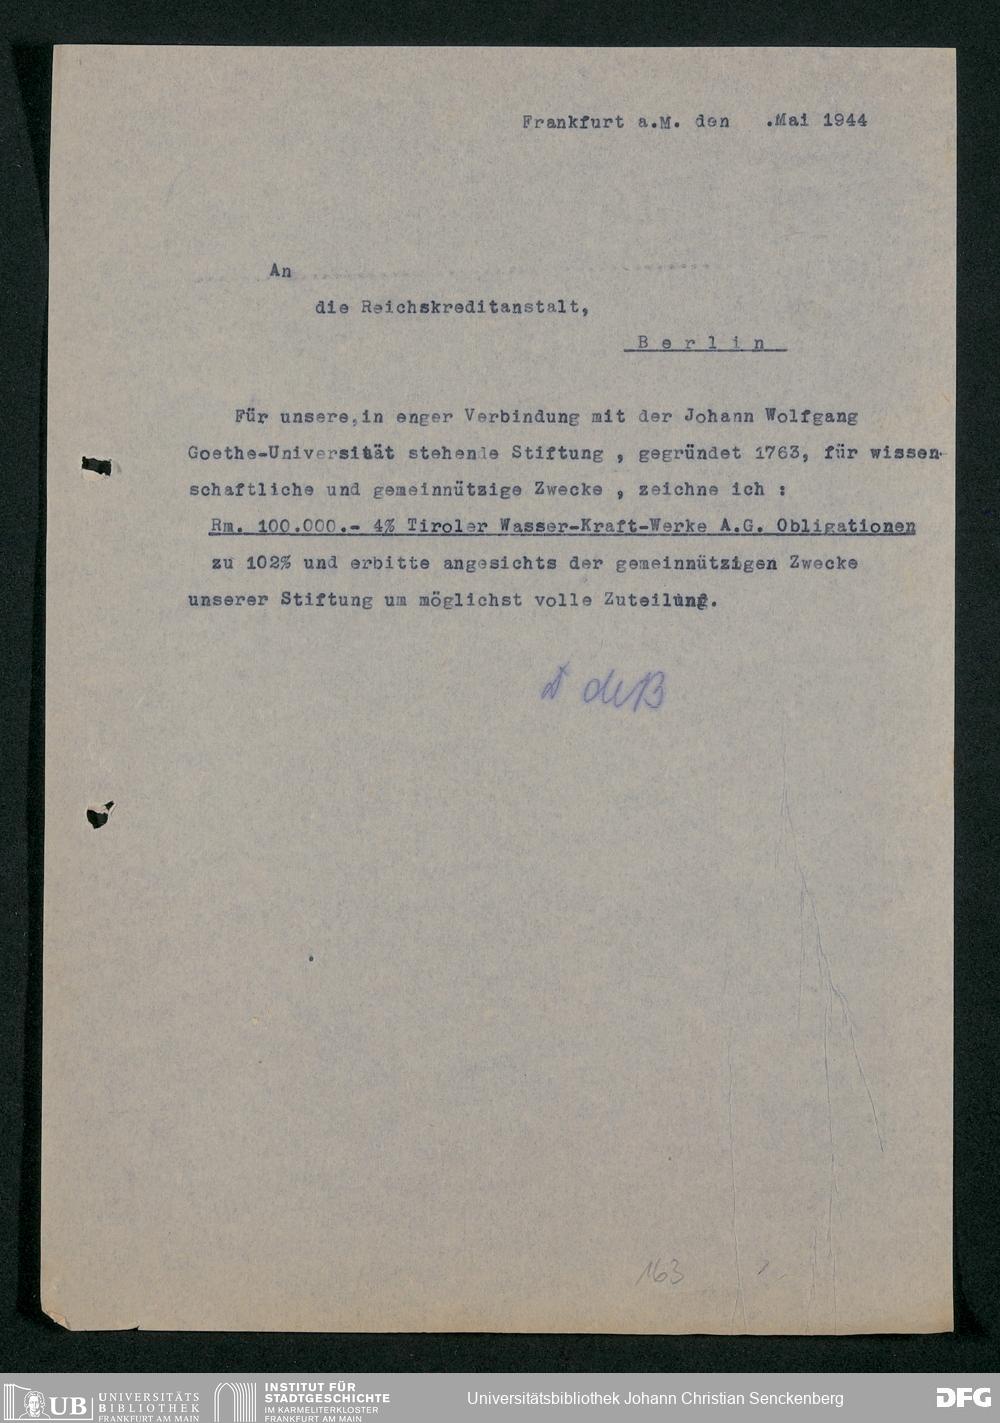 Frankfurt a.M. den   .Mai 1944
An
die Reichskreditanstalt,
B e r l i n
Für unsere,in enger Verbindung mit der Johann Wolfgang
Goethe-Universität stehende Stiftung , gegründet 1763, für wissen-
schaftliche und gemeinnützige Zwecke , zeichne ich :
Rm. 100.000.- 4% Tiroler Wasser-Kraft-Werke A.G. Obligationen
zu 102% und erbitte angesichts der gemeinnützigen Zwecke
unserer Stiftung um möglichst volle Zuteilung.
163
UB UNIVERSITÄTS
BIBLIOTHEK
FRANKFURT AM MAIN
INSTITUT FÜR
STADTGESCHICHTE
IM KARMELITERKLOSTER
FRANKFURT AM MAIN
Universitätsbibliothek Johann Christian Senckenberg
DFG